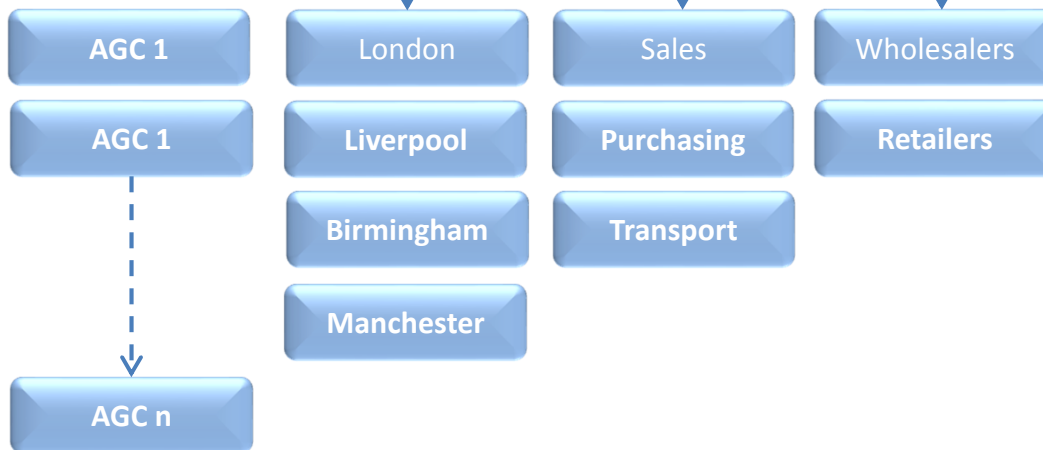 AGC 1
London
Sales
Wholesalers
AGC 1
Liverpool
Purchasing
Retailers
Birmingham
Transport
Manchester
AGC n